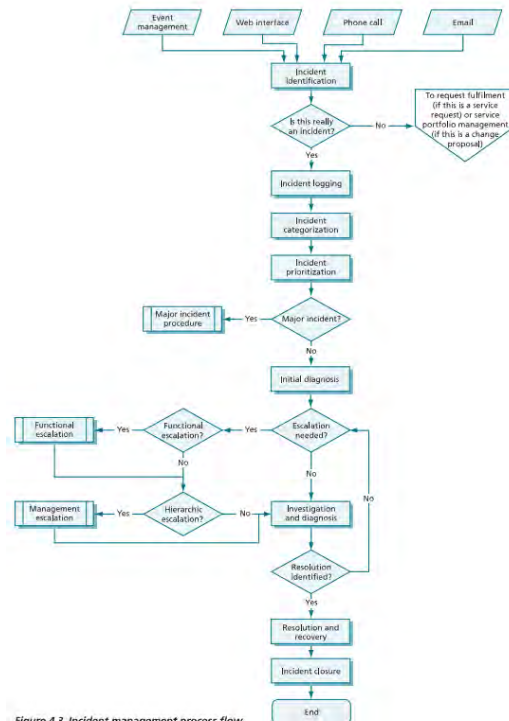 Event
management
Web interface
Phone call
Email
Incident
identification
Is this really
an incident?
No
To request fulfilment
(if this is a service
request) or service
portfolio management
(if this is a change
proposal)
Yes
Incident logging
Incident
categorization
Incident
prioritization
Major incident
procedure
Yes
Major incident?
No
Initial diagnosis
Functional
escalation
Yes
Functional
escalation?
Yes
Escalation
needed?
No
No
No
Management
escalation
Yes
Hierarchic
escalation?
No
Investigation
and diagnosis
Resolution
identified?
Yes
Resolution and
recovery
Incident closure
End
Figure 4.3 Incident management process flow